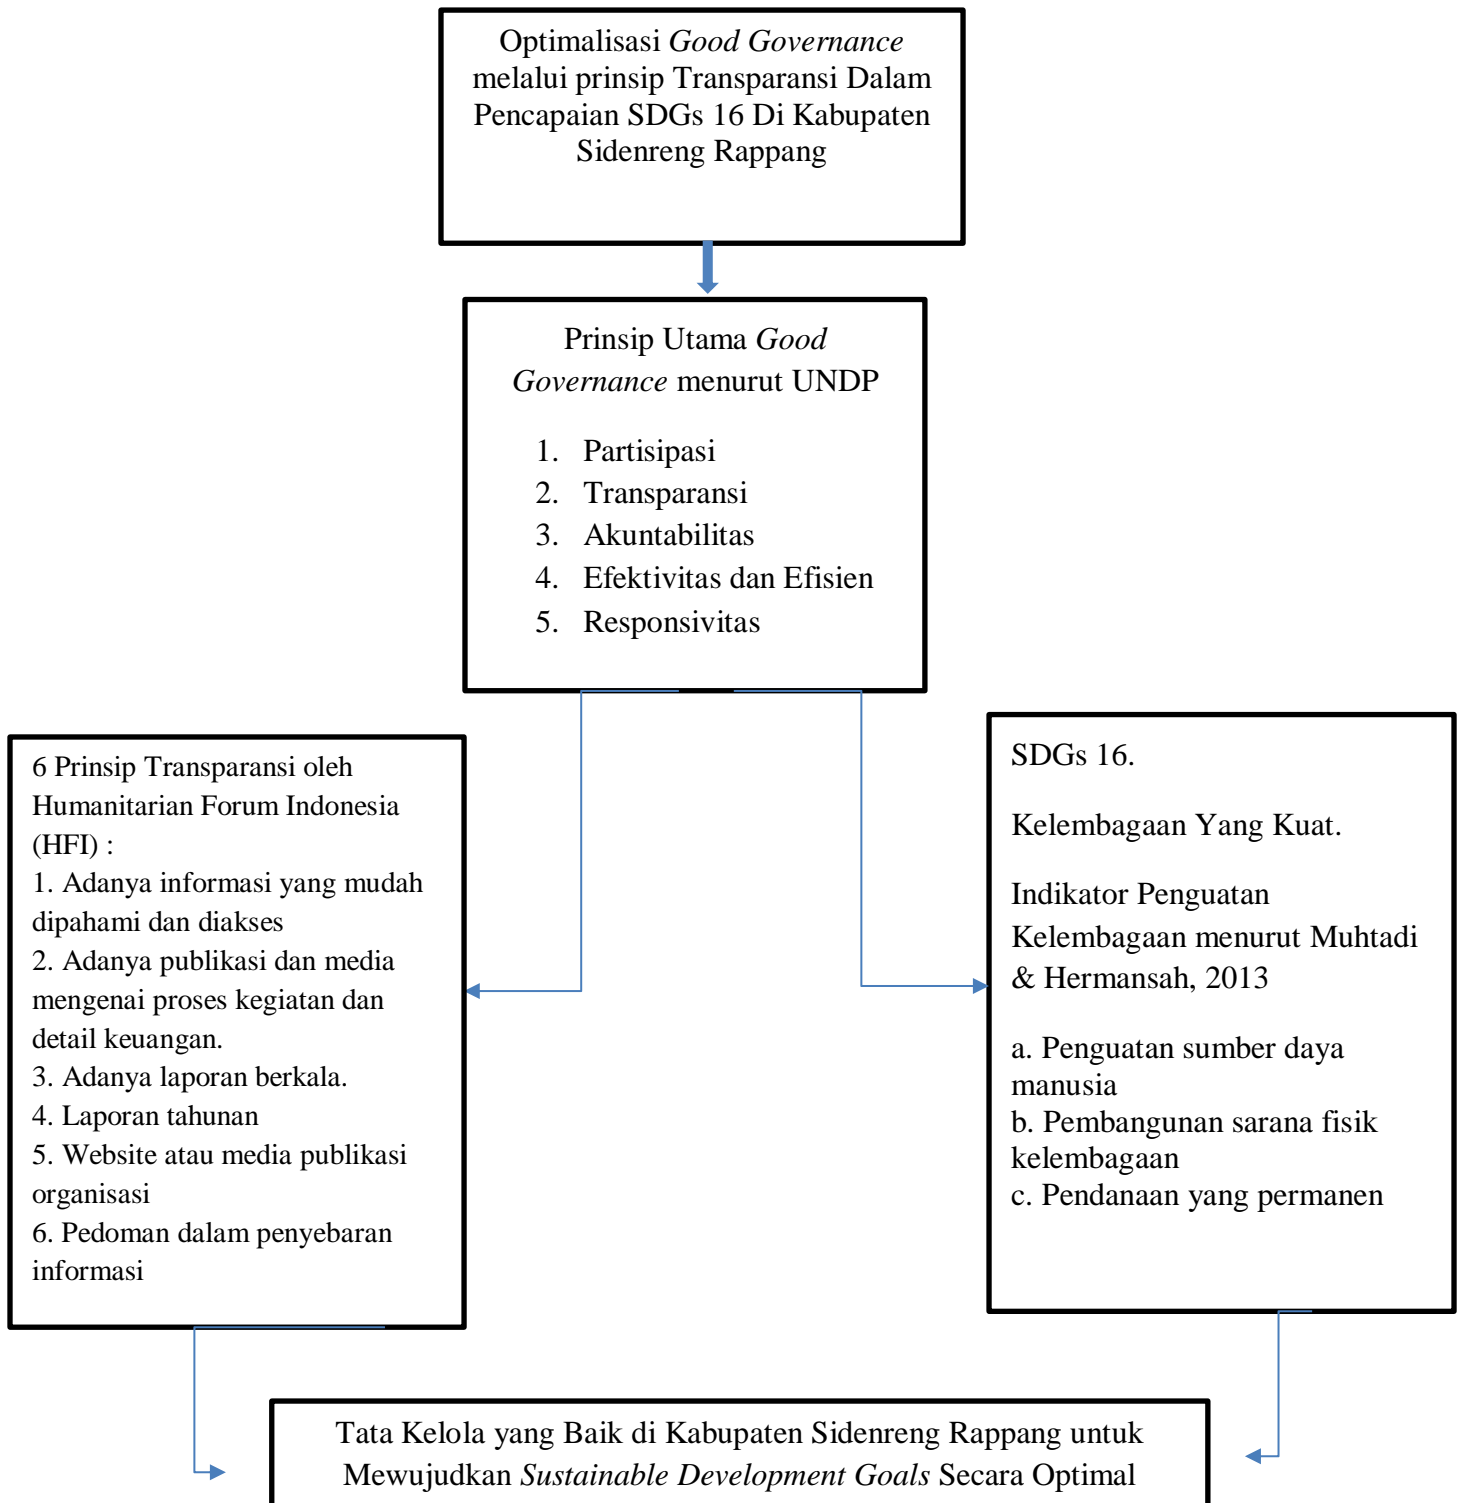 Optimalisasi Good Governance
melalui prinsip Transparansi Dalam
Pencapaian SDGs 16 Di Kabupaten
Sidenreng Rappang
Prinsip Utama Good
Governance menurut UNDP
1. Partisipasi
2. Transparansi
3. Akuntabilitas
4. Efektivitas dan Efisien
5. Responsivitas
6 Prinsip Transparansi oleh
Humanitarian Forum Indonesia
(HFI) :
1. Adanya informasi yang mudah
dipahami dan diakses
2. Adanya publikasi dan media
mengenai proses kegiatan dan
detail keuangan.
3. Adanya laporan berkala.
4. Laporan tahunan
5. Website atau media publikasi
organisasi
6. Pedoman dalam penyebaran
informasi
SDGs 16.
Kelembagaan Yang Kuat.
Indikator Penguatan
Kelembagaan menurut Muhtadi
& Hermansah, 2013
a. Penguatan sumber daya
manusia
b. Pembangunan sarana fisik
kelembagaan
c. Pendanaan yang permanen
Tata Kelola yang Baik di Kabupaten Sidenreng Rappang untuk
Mewujudkan Sustainable Development Goals Secara Optimal